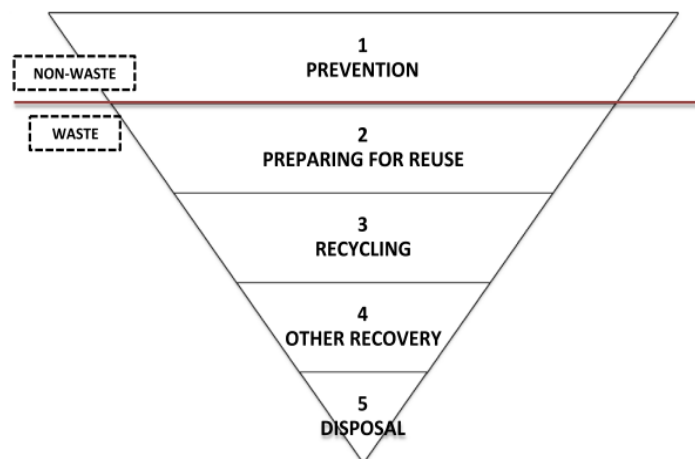 1
PREVENTION
NON-WASTE
WASTE
2
PREPARING FOR REUSE
3
RECYCLING
4
OTHER RECOVERY
5
DISPOSAL